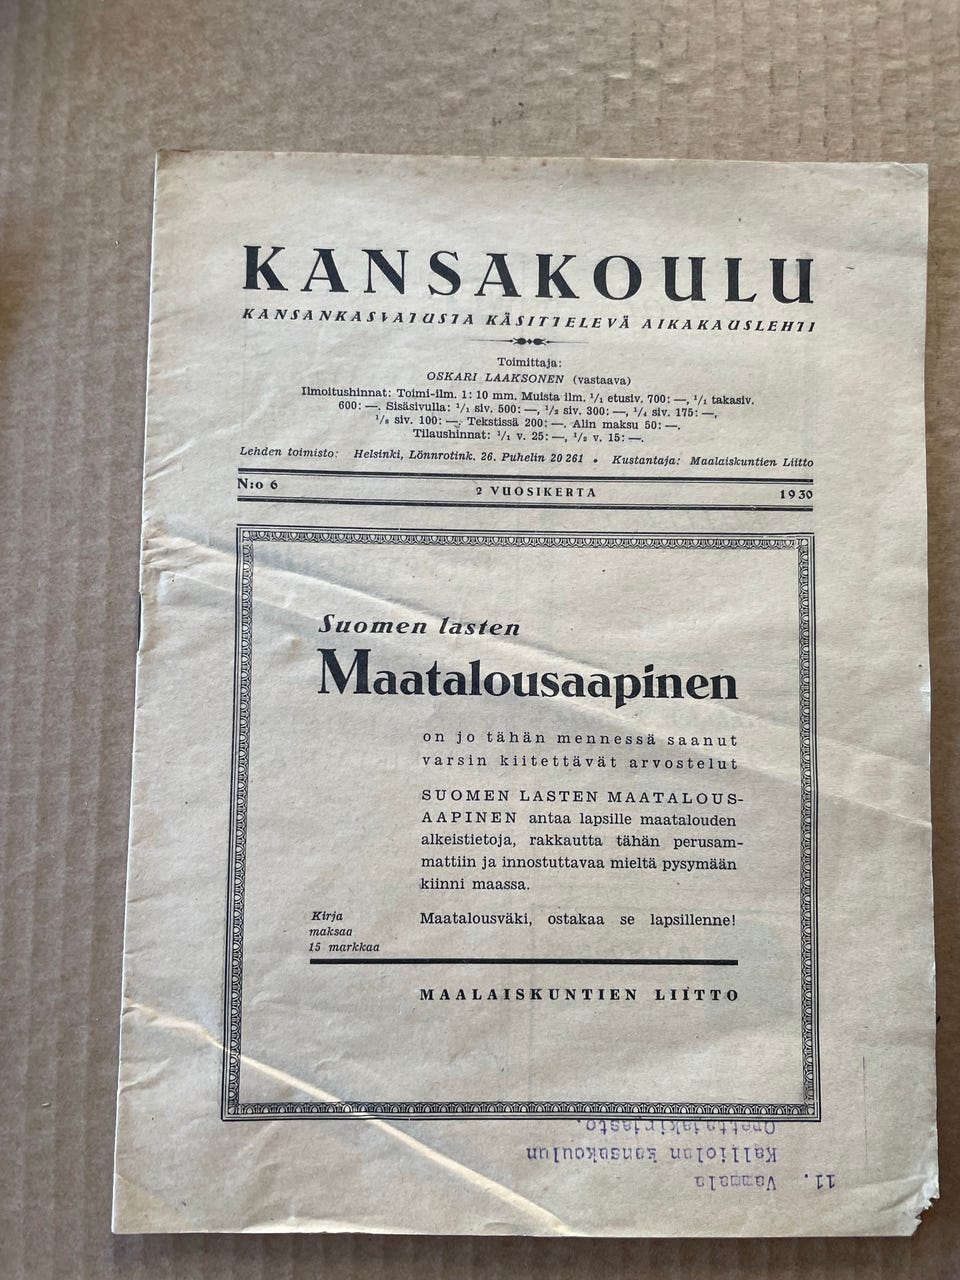 KANSAKOULU
KANSANKASVATUSTA KÄSITTELEVÄ AIKAKAUSLEHTI
Toimittaja:
OSKARI LAAKSONEN (vastaava)
Ilmoitushinnat: Toimi-ilm. 1: 10 mm. Muista ilm. 1/1 etusiv. 700: —, 1/1 takasiv.
600: —. Sisäsivulla: 1/1 siv. 500: —, 1/2 siv. 300: —, 1/4 siv. 175: —,
1/8 siv. 100: —. Tekstissä 200: —. Alin maksu 50: —.
Tilaushinnat: 1/1 v. 25: —, 1/2 v. 15: —.
Lehden toimisto: Helsinki, Lönnrotink. 26. Puhelin 20 261 • Kustantaja: Maalaiskuntien Liitto
N:o 6 2 VUOSIKERTA 1930
Suomen lasten
Maatalousaapinen
on jo tähän mennessä saanut
varsin kiitettävät arvostelut
SUOMEN LASTEN MAATALOUS-
AAPINEN antaa lapsille maatalouden
alkeistietoja, rakkautta tähän perusam-
mattiin ja innostuttavaa mieltä pysymään
kiinni maassa.
Maatalousväki, ostakaa se lapsillenne!
Kirja
maksaa
15 markkaa
MAALAISKUNTIEN LIITTO
11. Vammala
Kalliolan kansakoulun
Opettajakirjasto.